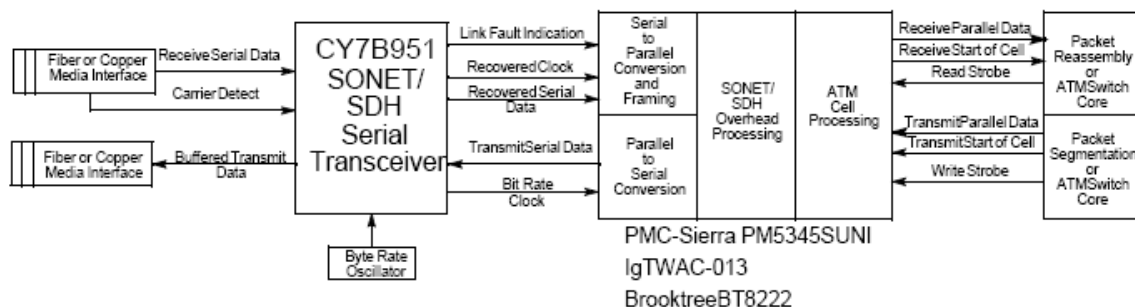 Fiber or Copper
Media Interface
Receive Serial Data
Carrier Detect
Fiber or Copper
Media Interface
Buffered Transmit
Data
CY7B951
SONET/
SDH
Serial
Transceiver
Byte Rate
Oscillator
Link Fault Indication
Recovered Clock
Recovered Serial
Data
Transmit Serial Data
Bit Rate
Clock
Serial
to
Parallel
Conversion
and
Framing
Parallel
to
Serial
Conversion
SONET/
SDH
Overhead
Processing
ATM
Cell
Processing
Receive Parallel Data
Receive Start of Cell
Read Strobe
Transmit Parallel Data
Transmit Start of Cell
Write Strobe
Packet
Reassembly
or
ATM Switch
Core
Packet
Segmentation
or
ATM Switch
Core
PMC-Sierra PM5345SUNI
IgTWAC-013
BrooktreeBT8222